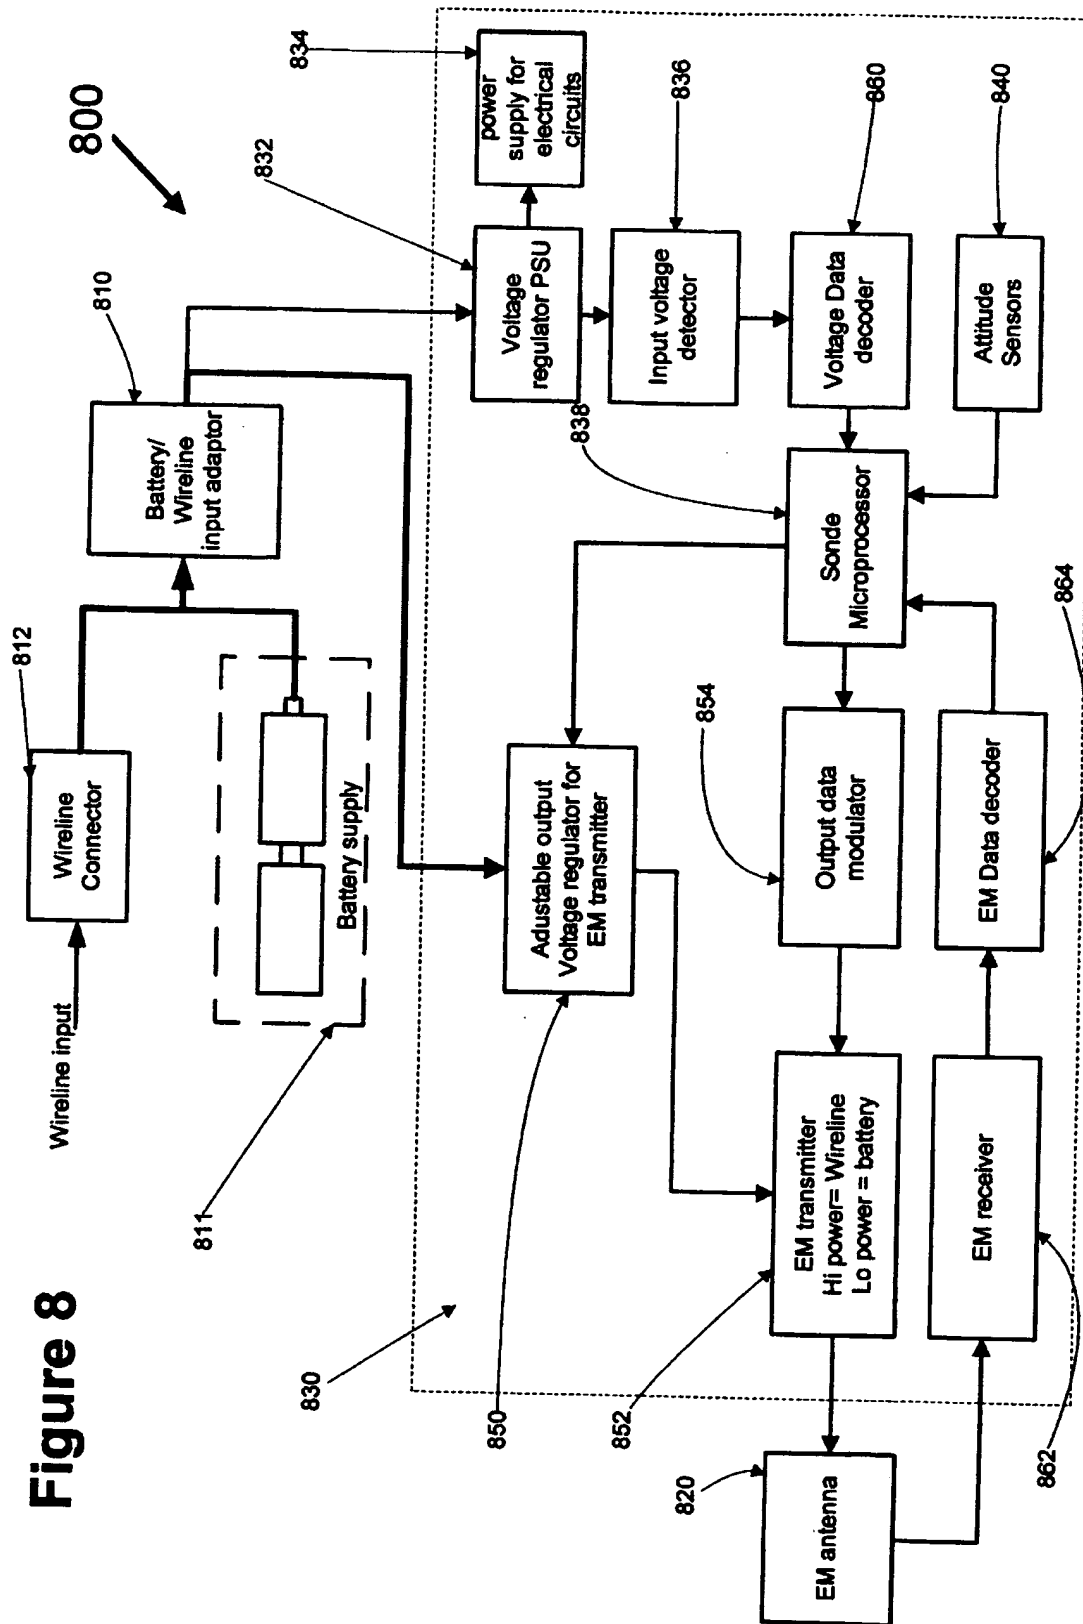 Figure 8
800
Wireline input
Wireline
Connector
812
Battery supply
811
Battery/
Wireline
input adaptor
810
830
832
Voltage
regulator PSU
834
power
supply for
electrical
circuits
Input voltage
detector
836
Voltage Data
decoder
860
Attitude
Sensors
840
838
Sonde
Microprocessor
Adustable output
Voltage regulator for
EM transmitter
850
854
Output data
modulator
852
EM transmitter
Hi power= Wireline
Lo power = battery
820
EM antenna
EM receiver
862
EM Data decoder
864